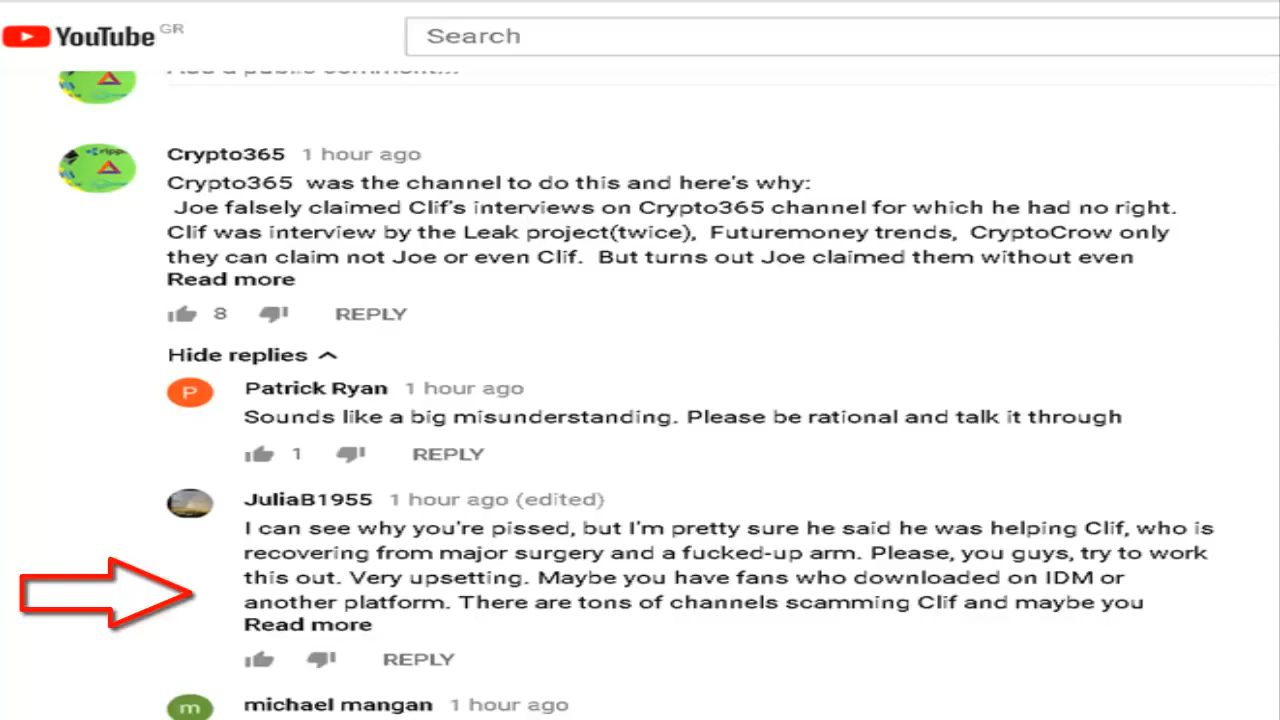 YouTube GR
Search
Add a public comment...
Crypto365 1 hour ago
Crypto365 was the channel to do this and here's why:
Joe falsely claimed Clif's interviews on Crypto365 channel for which he had no right.
Clif was interview by the Leak project(twice), Futuremoney trends, CryptoCrow only
they can claim not Joe or even Clif. But turns out Joe claimed them without even
Read more
8 REPLY
Hide replies
P
Patrick Ryan 1 hour ago
Sounds like a big misunderstanding. Please be rational and talk it through
1 REPLY
JuliaB1955 1 hour ago (edited)
I can see why you're pissed, but I'm pretty sure he said he was helping Clif, who is
recovering from major surgery and a fucked-up arm. Please, you guys, try to work
this out. Very upsetting. Maybe you have fans who downloaded on IDM or
another platform. There are tons of channels scamming Clif and maybe you
Read more
REPLY
m
michael mangan 1 hour ago